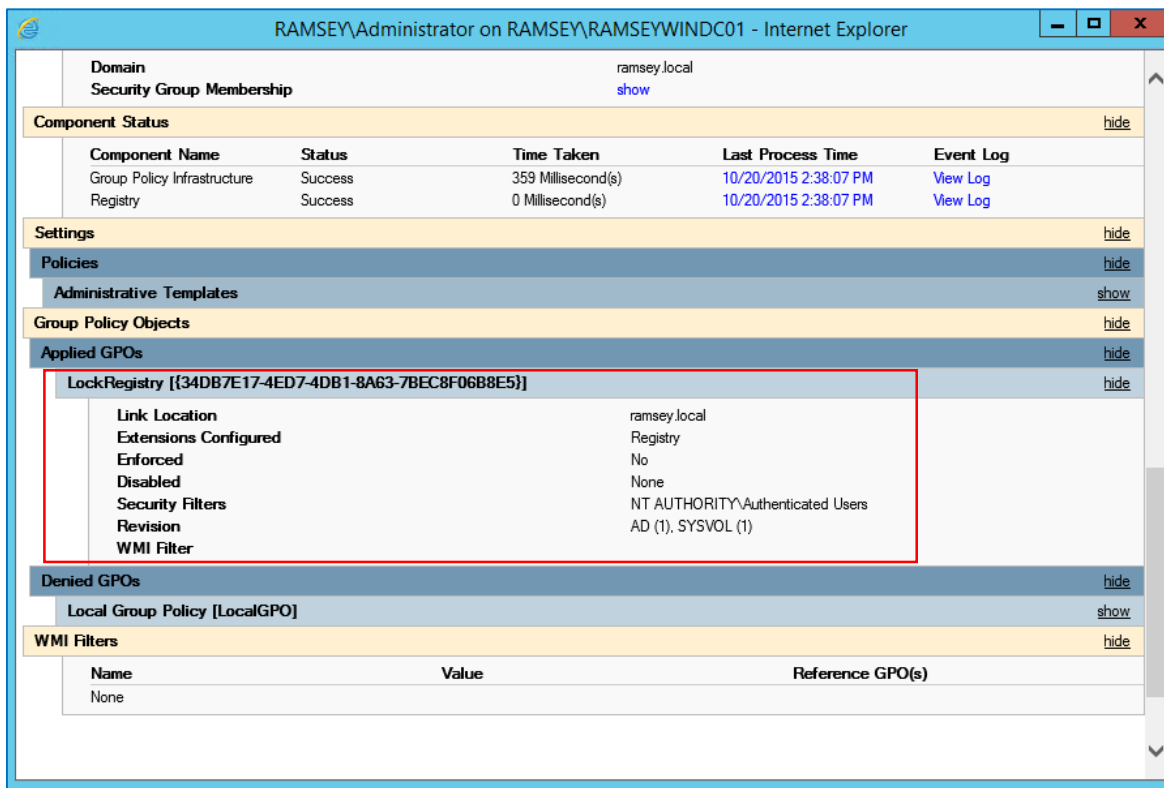 RAMSEY\Administrator on RAMSEY\RAMSEYWINDC01 - Internet Explorer
Domain ramsey.local
Security Group Membership show
Component Status hide
Component Name Status Time Taken Last Process Time Event Log
Group Policy Infrastructure Success 359 Millisecond(s) 10/20/2015 2:38:07 PM View Log
Registry Success 0 Millisecond(s) 10/20/2015 2:38:07 PM View Log
Settings hide
Policies hide
Administrative Templates show
Group Policy Objects hide
Applied GPOs hide
LockRegistry [{34DB7E17-4ED7-4DB1-8A63-7BEC8F06B8E5}] hide
Link Location ramsey.local
Extensions Configured Registry
Enforced No
Disabled None
Security Filters NT AUTHORITY\Authenticated Users
Revision AD (1), SYSVOL (1)
WMI Filter
Denied GPOs hide
Local Group Policy [LocalGPO] show
WMI Filters hide
Name Value Reference GPO(s)
None